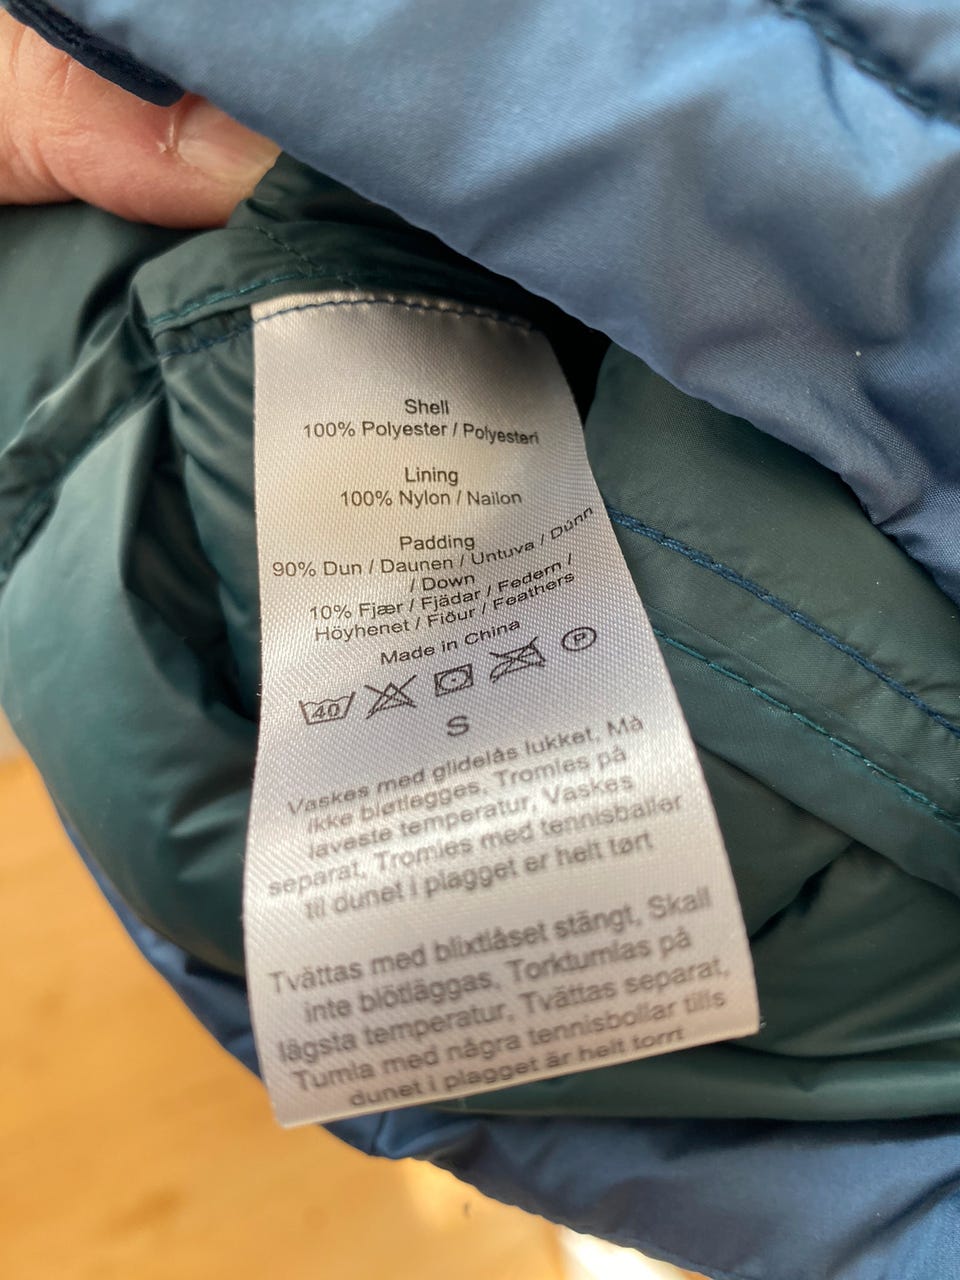 Shell
100% Polyester / Polyesteri
Lining
100% Nylon / Nailon
Padding
90% Dun / Daunen / Untuva / Dúnn
/ Down
10% Fjær / Fjädar / Federn /
Höyhenet / Fiður / Feathers
Made in China
40 P
S
Vaskes med glidelås lukket. Må
ikke bløtlegges. Tromles på
laveste temperatur. Vaskes
separat. Tromles med tennisballer
til dunet i plagget er helt tørt
Tvättas med blixtlåset stängt. Skall
inte blötläggas. Torktumlas på
lägsta temperatur. Tvättas separat.
Tumla med några tennisbollar tills
dunet i plagget är helt torrt